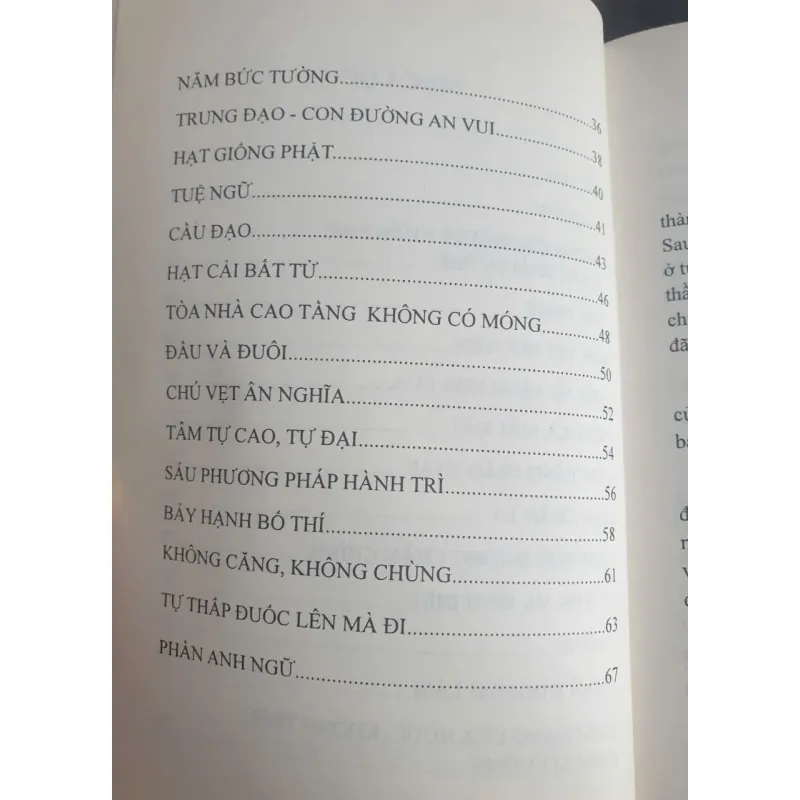 NĂM BỨC TƯỜNG....................36
TRUNG ĐẠO - CON ĐƯỜNG AN VUI....................38
HẠT GIỐNG PHẬT....................40
TUỆ NGỮ....................41
CẦU ĐẠO....................43
HẠT CẢI BẤT TỬ....................46
TÒA NHÀ CAO TẦNG KHÔNG CÓ MÓNG....................48
ĐẦU VÀ ĐUÔI....................50
CHÚ VẸT ÂN NGHĨA....................52
TÂM TỰ CAO, TỰ ĐẠI....................54
SÁU PHƯƠNG PHÁP HÀNH TRÌ....................56
BẢY HẠNH BỐ THÍ....................58
KHÔNG CĂNG, KHÔNG CHÙNG....................61
TỰ THẮP ĐUỐC LÊN MÀ ĐI....................63
PHẦN ANH NGỮ....................67
Sau
ở
đã